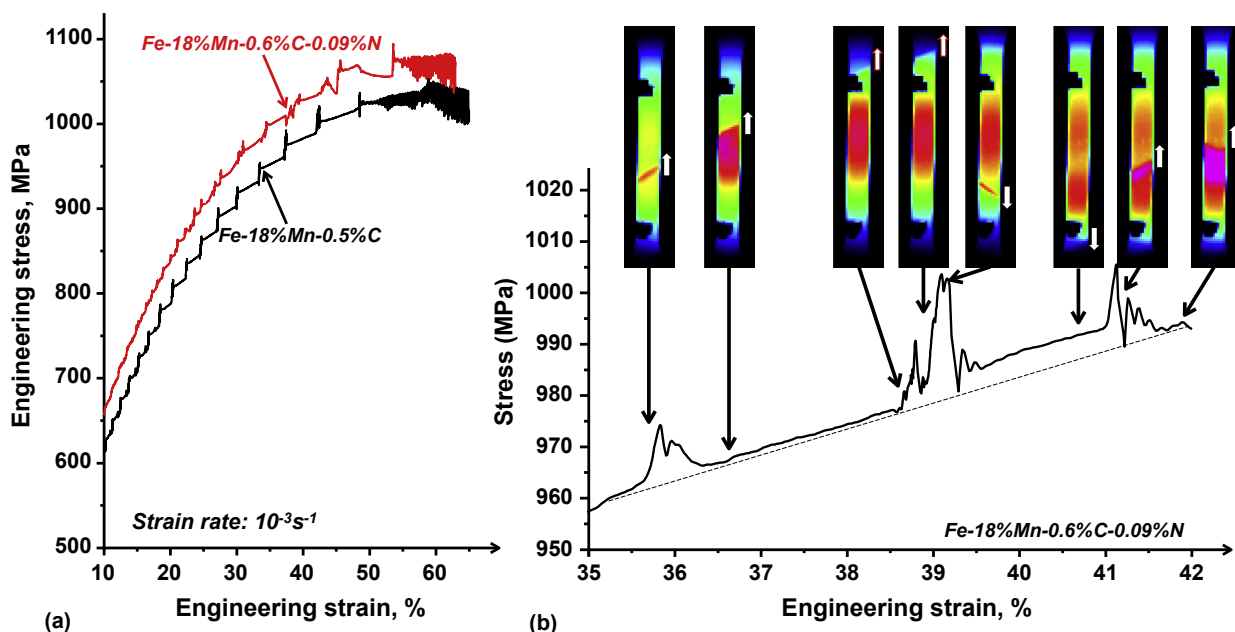 1100
1000
900
800
700
600
500
Engineering stress, MPa
Fe-18%Mn-0.6%C-0.09%N
Fe-18%Mn-0.5%C
Strain rate: 10-3s-1
10 20 30 40 50 60
Engineering strain, %
(a)
1020
1010
1000
990
980
970
960
950
Stress (MPa)
Fe-18%Mn-0.6%C-0.09%N
35 36 37 38 39 40 41 42
Engineering strain, %
(b)